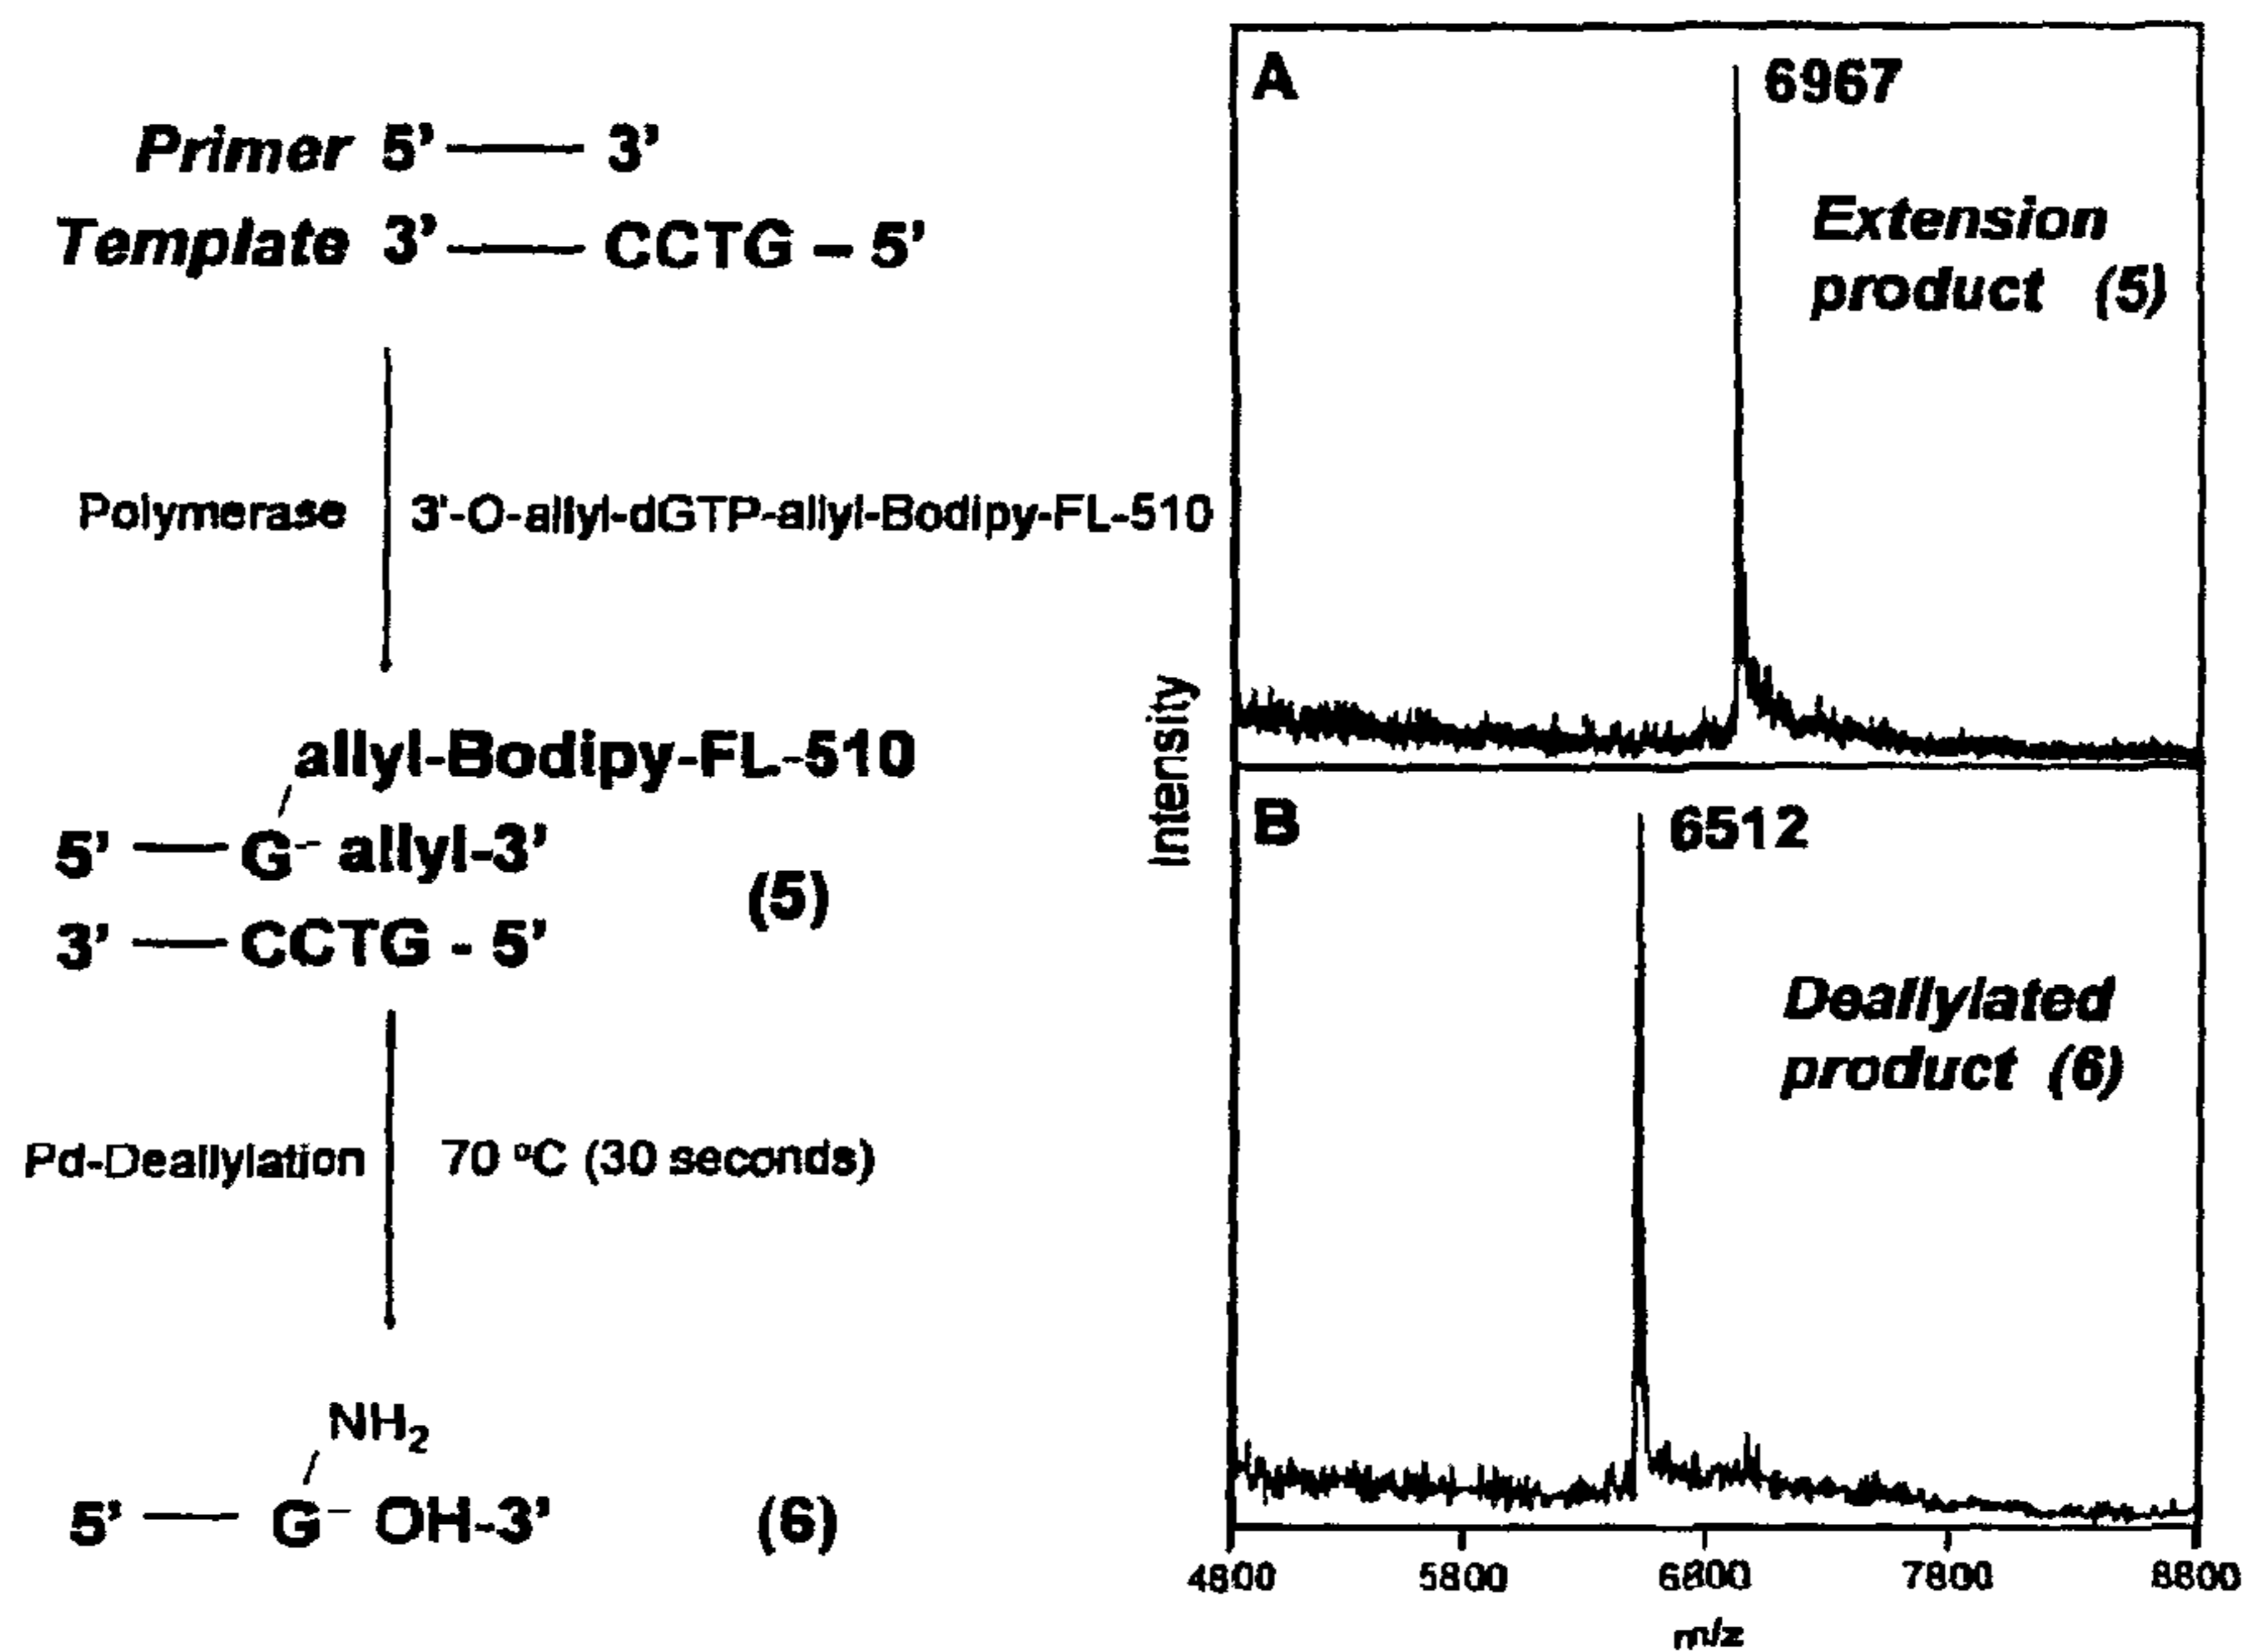 Primer 5' — 3'
Template 3' — CCTG – 5'
Polymerase 3'-O-allyl-dGTP-allyl-Bodipy-FL-510
allyl-Bodipy-FL-510
5' — G - allyl-3'
(5)
3' — CCTG - 5'
Pd-Deallylation 70 ºC (30 seconds)
NH2
5' — G - OH-3' (6)
A 6967
Extension
product (5)
Intensity
B 6512
Deallylated
product (6)
4800 5800 6800 7800 8800
m/z